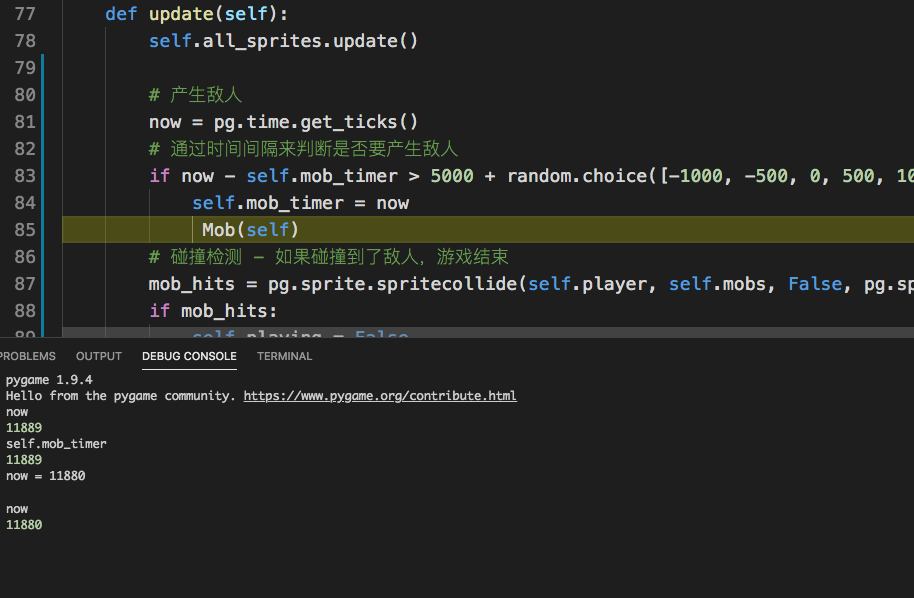 77 def update(self):
78 self.all_sprites.update()
79
80 # 产生敌人
81 now = pg.time.get_ticks()
82 # 通过时间间隔来判断是否要产生敌人
83 if now - self.mob_timer > 5000 + random.choice([-1000, -500, 0, 500, 10
84 self.mob_timer = now
85 Mob(self)
86 # 碰撞检测 - 如果碰撞到了敌人，游戏结束
87 mob_hits = pg.sprite.spritecollide(self.player, self.mobs, False, pg.sp
88 if mob_hits:
89 self.playing = False
PROBLEMS OUTPUT DEBUG CONSOLE TERMINAL
pygame 1.9.4
Hello from the pygame community. https://www.pygame.org/contribute.html
now
11889
self.mob_timer
11889
now = 11880
now
11880